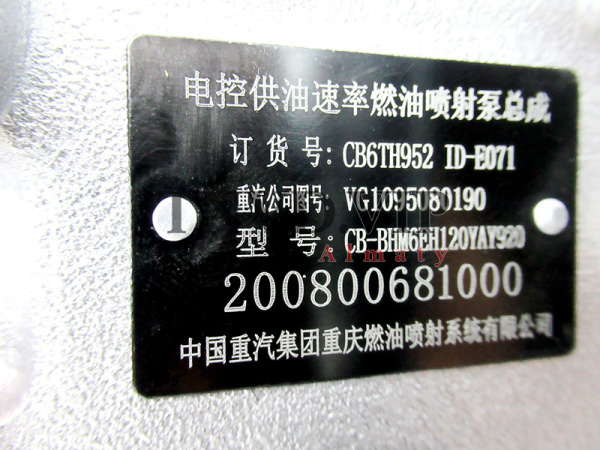 电控供油速率燃油喷射泵总成
订货号: CB6TH952 ID-E071
重汽公司图号: VG1095080190
型号: CB-BHM6EH120YAY920
Almaty
200800681000
中国重汽集团重庆燃油喷射系统有限公司